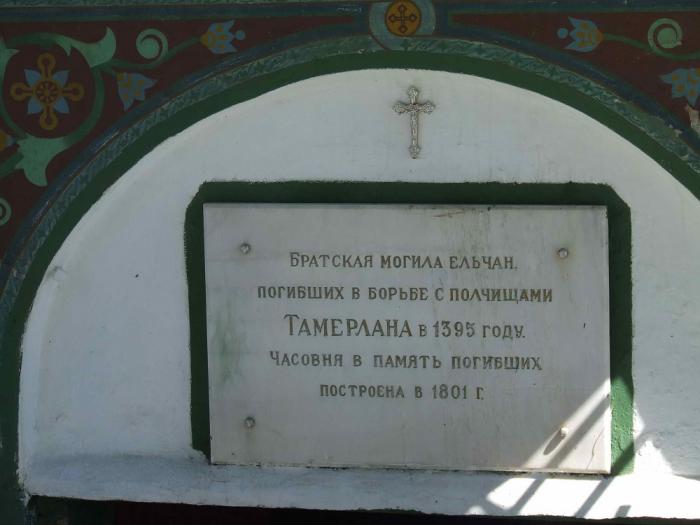 Братская могила ельчан,
погибших в борьбе с полчищами
Тамерлана в 1395 году.
Часовня в память погибших
построена в 1801 г.